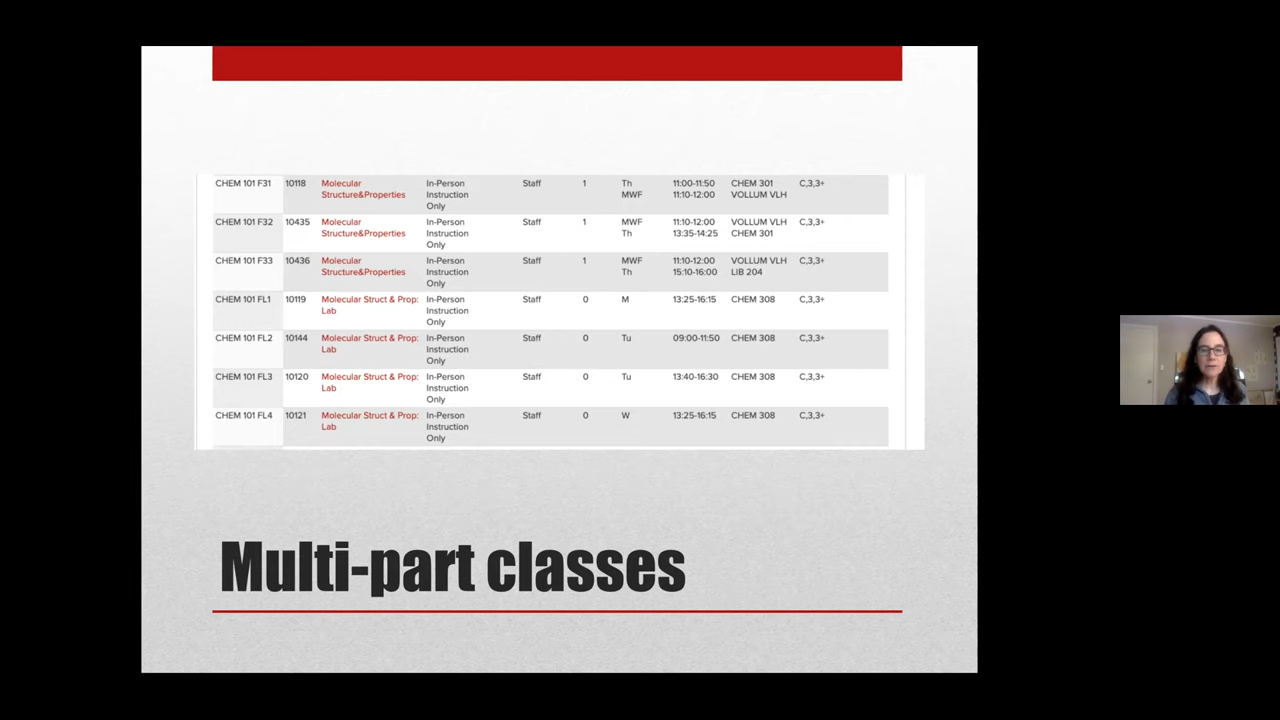 CHEM 101 F31 10118 Molecular In-Person Staff 1 Th 11:00-11:50 CHEM 301 C,3,3+
Structure&Properties Instruction MWF 11:10-12:00 VOLLUM VLH
Only
CHEM 101 F32 10435 Molecular In-Person Staff 1 MWF 11:10-12:00 VOLLUM VLH C,3,3+
Structure&Properties Instruction Th 13:35-14:25 CHEM 301
Only
CHEM 101 F33 10436 Molecular In-Person Staff 1 MWF 11:10-12:00 VOLLUM VLH C,3,3+
Structure&Properties Instruction Th 15:10-16:00 LIB 204
Only
CHEM 101 FL1 10119 Molecular Struct & Prop: In-Person Staff 0 M 13:25-16:15 CHEM 308 C,3,3+
Lab Instruction
Only
CHEM 101 FL2 10144 Molecular Struct & Prop: In-Person Staff 0 Tu 09:00-11:50 CHEM 308 C,3,3+
Lab Instruction
Only
CHEM 101 FL3 10120 Molecular Struct & Prop: In-Person Staff 0 Tu 13:40-16:30 CHEM 308 C,3,3+
Lab Instruction
Only
CHEM 101 FL4 10121 Molecular Struct & Prop: In-Person Staff 0 W 13:25-16:15 CHEM 308 C,3,3+
Lab Instruction
Only
Multi-part classes